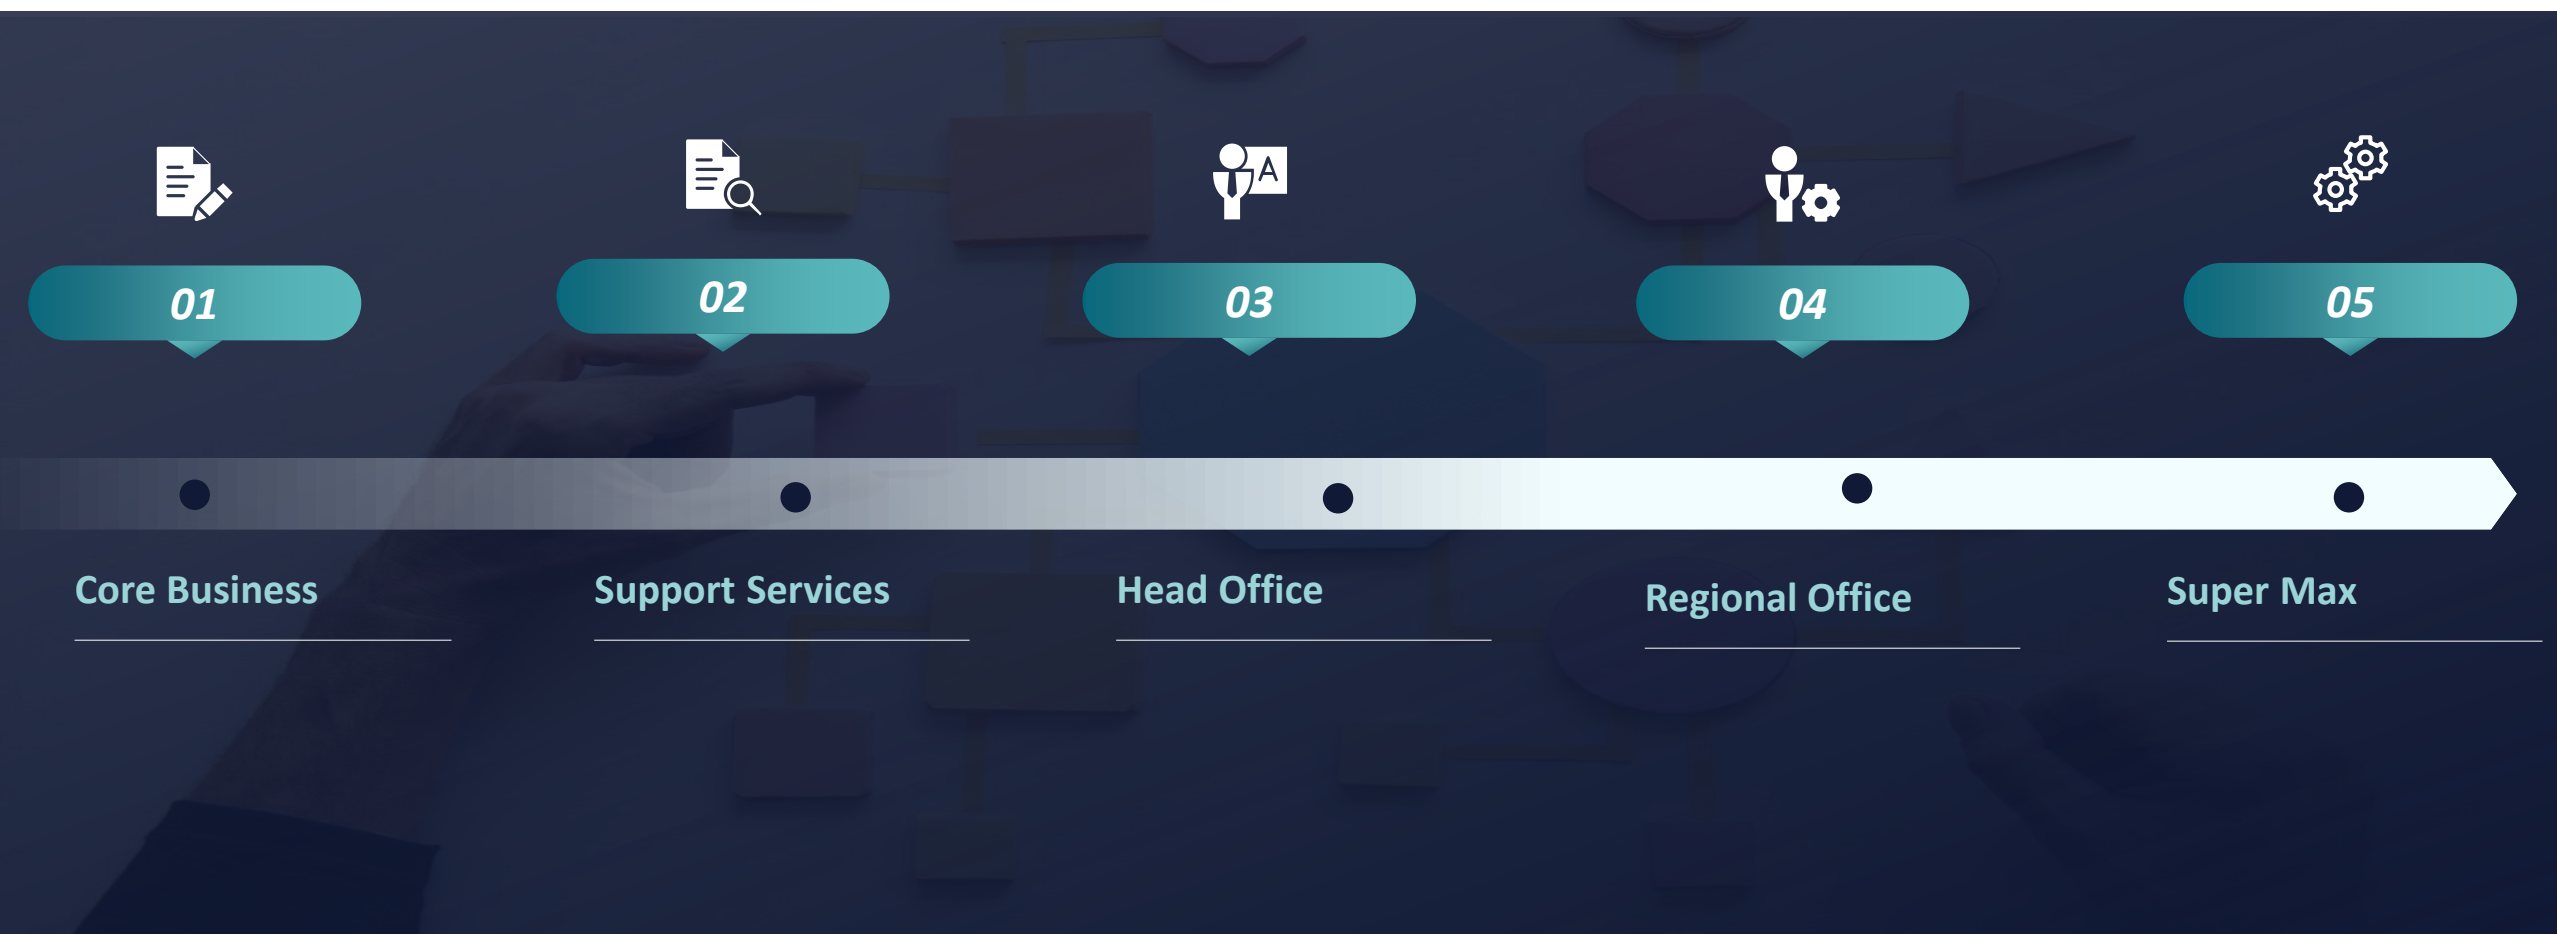 01
02
03
04
05
Core Business
Support Services
Head Office
Regional Office
Super Max